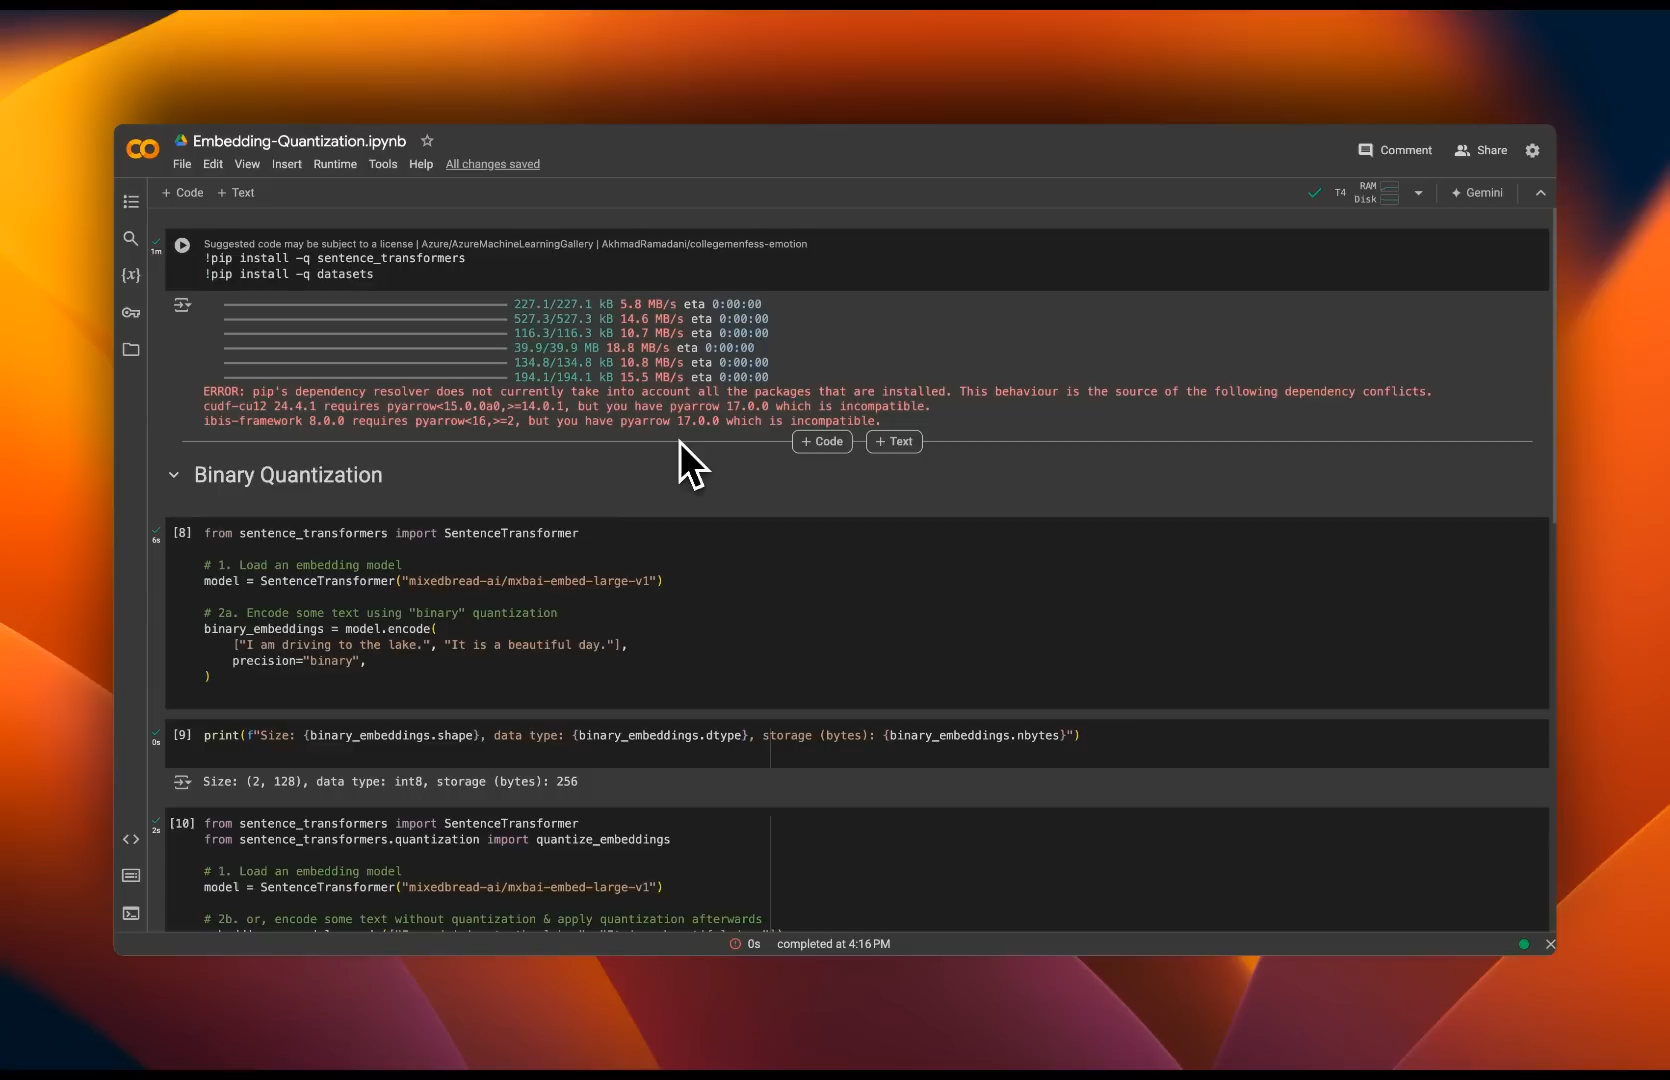 Embedding-Quantization.ipynb
Comment
Share
File Edit View Insert Runtime Tools Help All changes saved
+ Code + Text
T4
RAM
Disk
Gemini
1m
Suggested code may be subject to a license | Azure/AzureMachineLearningGallery | AkhmadRamadani/collegemenfess-emotion
!pip install -q sentence_transformers
!pip install -q datasets
227.1/227.1 kB 5.8 MB/s eta 0:00:00
527.3/527.3 kB 14.6 MB/s eta 0:00:00
116.3/116.3 kB 10.7 MB/s eta 0:00:00
39.9/39.9 MB 18.8 MB/s eta 0:00:00
134.8/134.8 kB 10.8 MB/s eta 0:00:00
194.1/194.1 kB 15.5 MB/s eta 0:00:00
ERROR: pip's dependency resolver does not currently take into account all the packages that are installed. This behaviour is the source of the following dependency conflicts.
cudf-cu12 24.4.1 requires pyarrow<15.0.0a0,>=14.0.1, but you have pyarrow 17.0.0 which is incompatible.
ibis-framework 8.0.0 requires pyarrow<16,>=2, but you have pyarrow 17.0.0 which is incompatible.
+ Code + Text
Binary Quantization
6s
[8] from sentence_transformers import SentenceTransformer
# 1. Load an embedding model
model = SentenceTransformer("mixedbread-ai/mxbai-embed-large-v1")
# 2a. Encode some text using "binary" quantization
binary_embeddings = model.encode(
["I am driving to the lake.", "It is a beautiful day."],
precision="binary",
)
0s
[9] print(f"Size: {binary_embeddings.shape}, data type: {binary_embeddings.dtype}, storage (bytes): {binary_embeddings.nbytes}")
Size: (2, 128), data type: int8, storage (bytes): 256
2s
[10] from sentence_transformers import SentenceTransformer
from sentence_transformers.quantization import quantize_embeddings
# 1. Load an embedding model
model = SentenceTransformer("mixedbread-ai/mxbai-embed-large-v1")
# 2b. or, encode some text without quantization & apply quantization afterwards
0s completed at 4:16 PM